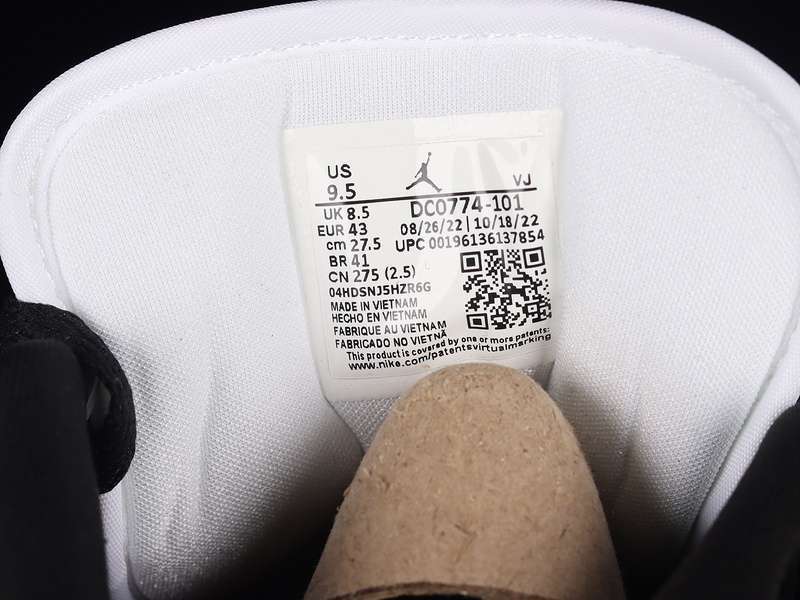 US
9.5 VJ
UK 8.5 DC0774-101
EUR 43 08/26/22 | 10/18/22
cm 27.5 UPC 00196136137854
BR 41
CN 275 (2.5)
04HDSNJ5HZR6G
MADE IN VIETNAM
HECHO EN VIETNAM
FABRIQUE AU VIETNAM
FABRICADO NO VIETNÃ
This product is covered by one or more patents:
www.nike.com/patentsvirtualmarking